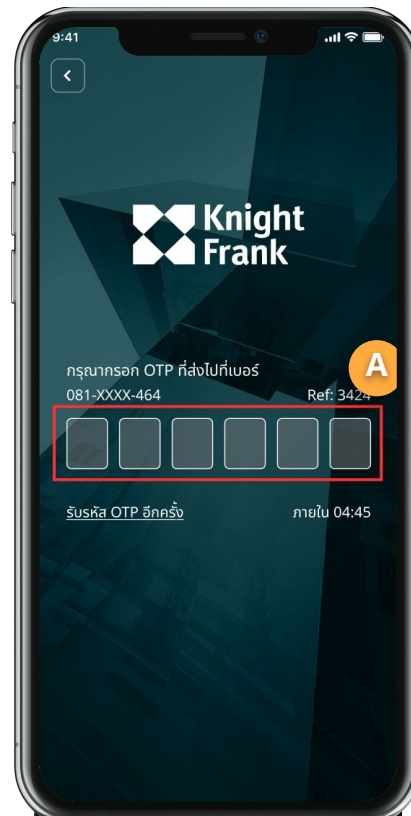 9:41
Knight
Frank
กรุณากรอก OTP ที่ส่งไปที่เบอร์
A
081-XXXX-464 Ref: 3424
รับรหัส OTP อีกครั้ง ภายใน 04:45